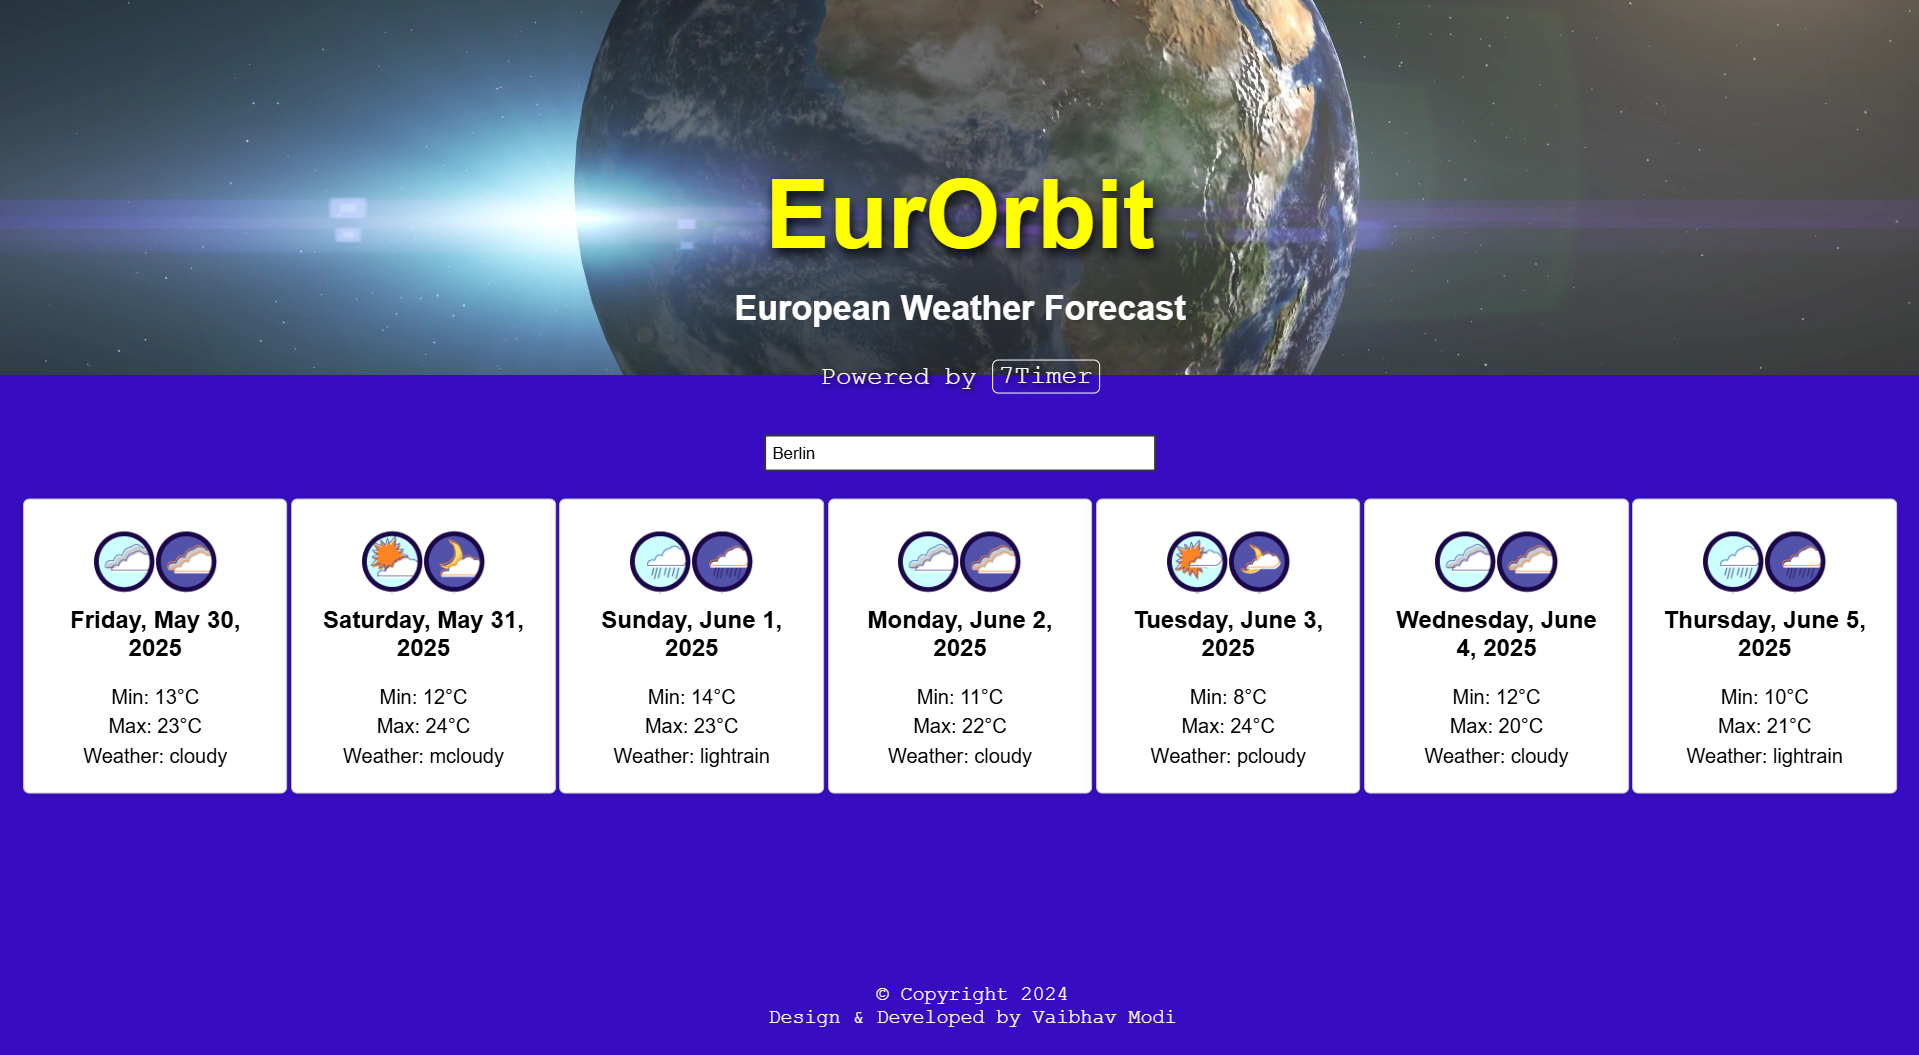 EurOrbit
European Weather Forecast
Powered by 7Timer
Berlin
Friday, May 30,
2025
Min: 13°C
Max: 23°C
Weather: cloudy
Saturday, May 31,
2025
Min: 12°C
Max: 24°C
Weather: mcloudy
Sunday, June 1,
2025
Min: 14°C
Max: 23°C
Weather: lightrain
Monday, June 2,
2025
Min: 11°C
Max: 22°C
Weather: cloudy
Tuesday, June 3,
2025
Min: 8°C
Max: 24°C
Weather: pcloudy
Wednesday, June
4, 2025
Min: 12°C
Max: 20°C
Weather: cloudy
Thursday, June 5,
2025
Min: 10°C
Max: 21°C
Weather: lightrain
© Copyright 2024
Design & Developed by Vaibhav Modi